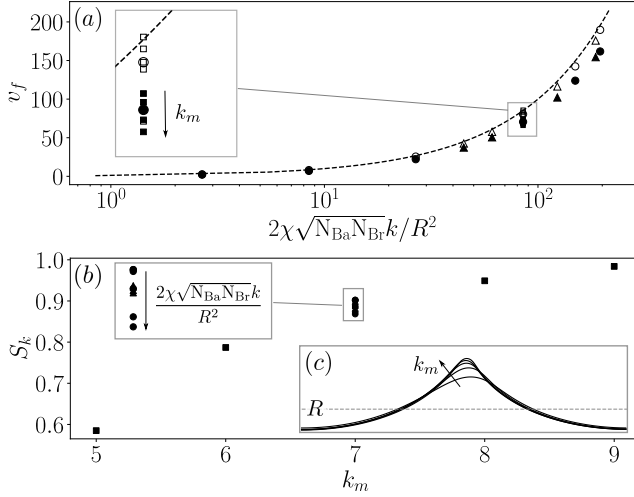 (a)
200
150
100
50
0
v_f
k_m
10^0
10^1
10^2
2χ√N_Ba N_Br k/R^2
(b)
1.0
0.9
0.8
0.7
0.6
S_k
2χ√N_Ba N_Br k
R^2
(c)
k_m
R
5 6 7 8 9
k_m